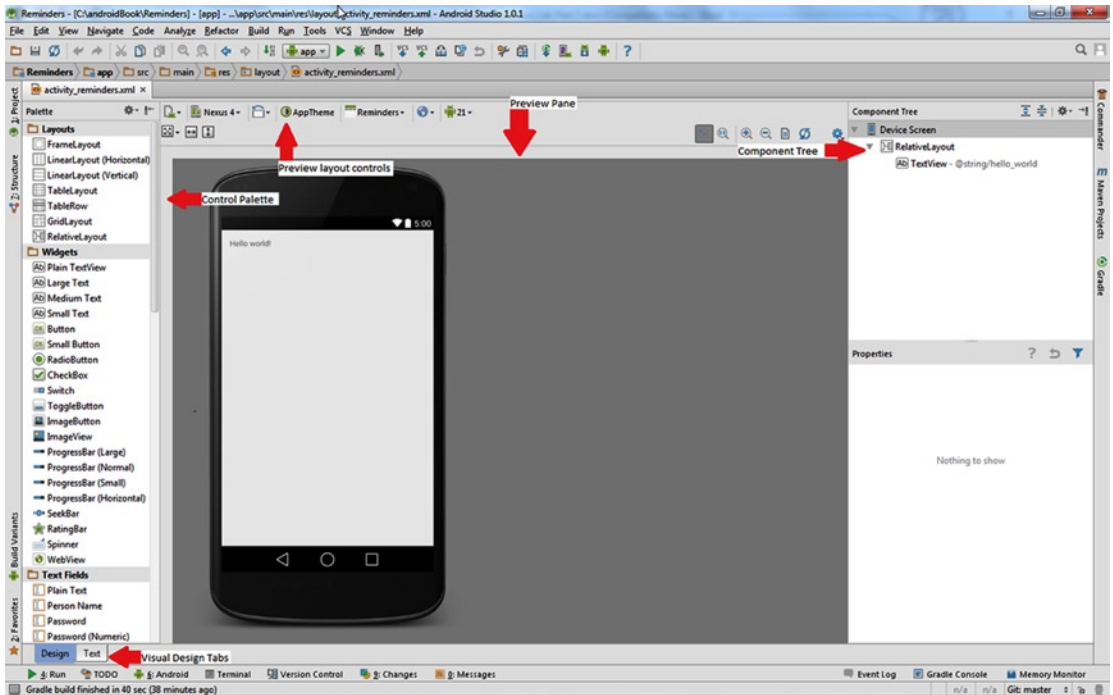 Reminders - [C:\androidBook\Reminders] - [app] - ...\app\src\main\res\layout\activity_reminders.xml - Android Studio 1.0.1
File Edit View Navigate Code Analyze Refactor Build Run Tools VCS Window Help
app
Reminders app src main res layout activity_reminders.xml
activity_reminders.xml
Palette
Nexus 4 AppTheme Reminders 21
Preview Pane
Component Tree
Layouts
FrameLayout
LinearLayout (Horizontal)
LinearLayout (Vertical)
TableLayout
TableRow
GridLayout
RelativeLayout
Widgets
Plain TextView
Large Text
Medium Text
Small Text
Button
Small Button
RadioButton
CheckBox
Switch
ToggleButton
ImageButton
ImageView
ProgressBar (Large)
ProgressBar (Normal)
ProgressBar (Small)
ProgressBar (Horizontal)
SeekBar
RatingBar
Spinner
WebView
Text Fields
Plain Text
Person Name
Password
Password (Numeric)
Preview layout controls
Control Palette
5:00
Hello world!
Component Tree
Device Screen
RelativeLayout
Ab TextView - @string/hello_world
Properties
Nothing to show
1: Project
7: Structure
Build Variants
2: Favorites
Commander
m Maven Projects
Gradle
Design Text
Visual Design Tabs
4: Run TODO 6: Android Terminal Version Control 9: Changes 0: Messages Event Log Gradle Console Memory Monitor
Gradle build finished in 40 sec (38 minutes ago) n/a n/a Git: master